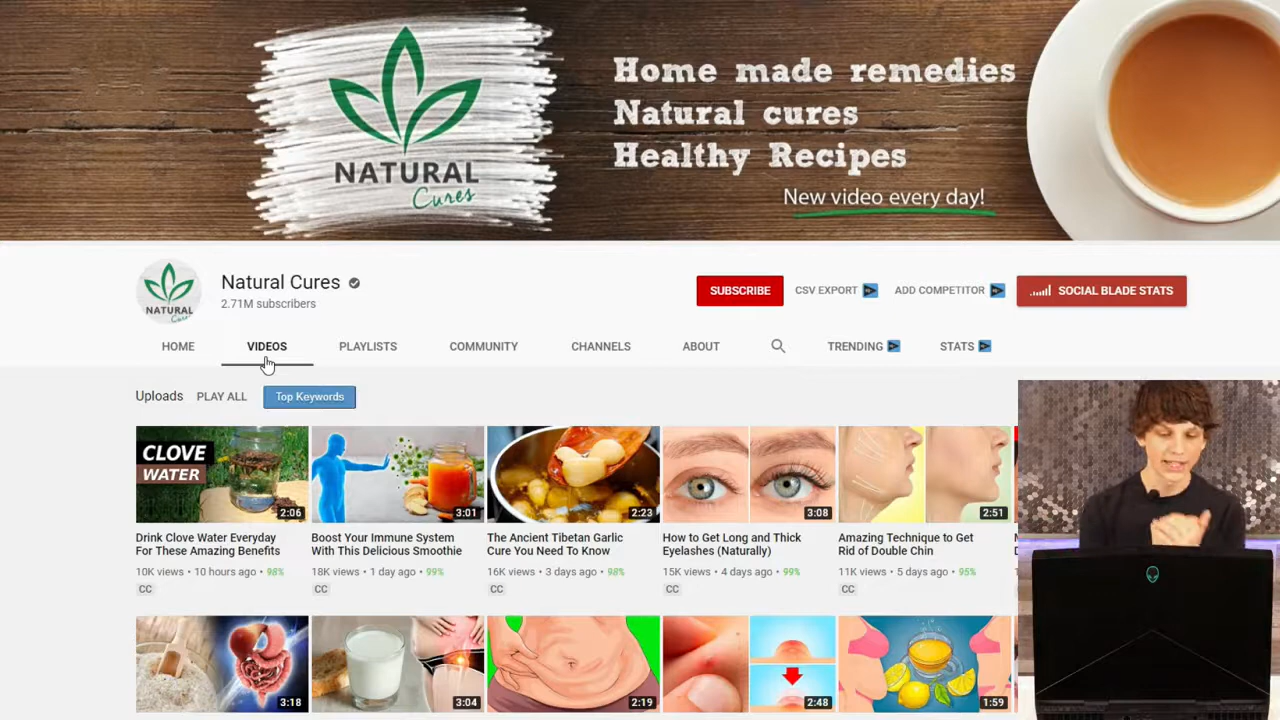 NATURAL
Cures
Home made remedies
Natural cures
Healthy Recipes
New video every day!
NATURAL
Cures
Natural Cures
2.71M subscribers
SUBSCRIBE
CSV EXPORT
ADD COMPETITOR
SOCIAL BLADE STATS
HOME
VIDEOS
PLAYLISTS
COMMUNITY
CHANNELS
ABOUT
TRENDING
STATS
Uploads
PLAY ALL
Top Keywords
CLOVE
WATER
2:06
3:01
2:23
3:08
2:51
Drink Clove Water Everyday
For These Amazing Benefits
10K views • 10 hours ago • 98%
CC
Boost Your Immune System
With This Delicious Smoothie
18K views • 1 day ago • 99%
CC
The Ancient Tibetan Garlic
Cure You Need To Know
16K views • 3 days ago • 98%
CC
How to Get Long and Thick
Eyelashes (Naturally)
15K views • 4 days ago • 99%
CC
Amazing Technique to Get
Rid of Double Chin
11K views • 5 days ago • 95%
CC
3:18
3:04
2:19
2:48
1:59